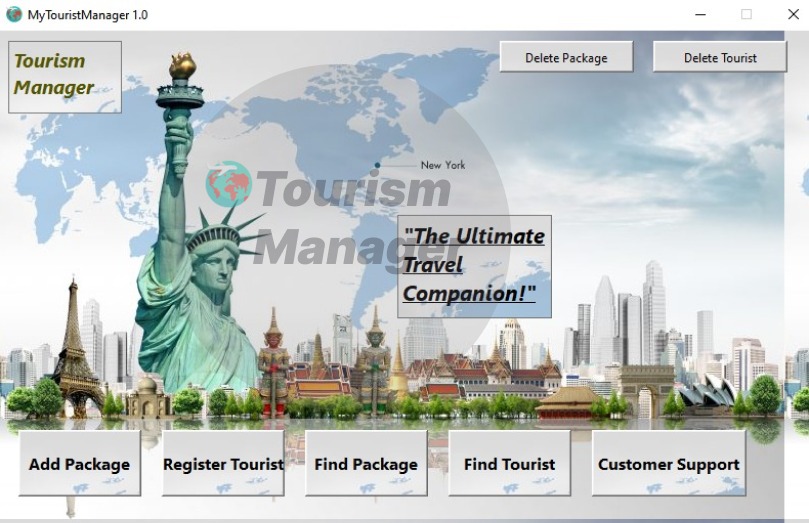 MyTouristManager 1.0
Tourism
Manager
Delete Package
Delete Tourist
New York
Tourism
Manager
"The Ultimate
Travel
Companion!"
Add Package
Register Tourist
Find Package
Find Tourist
Customer Support